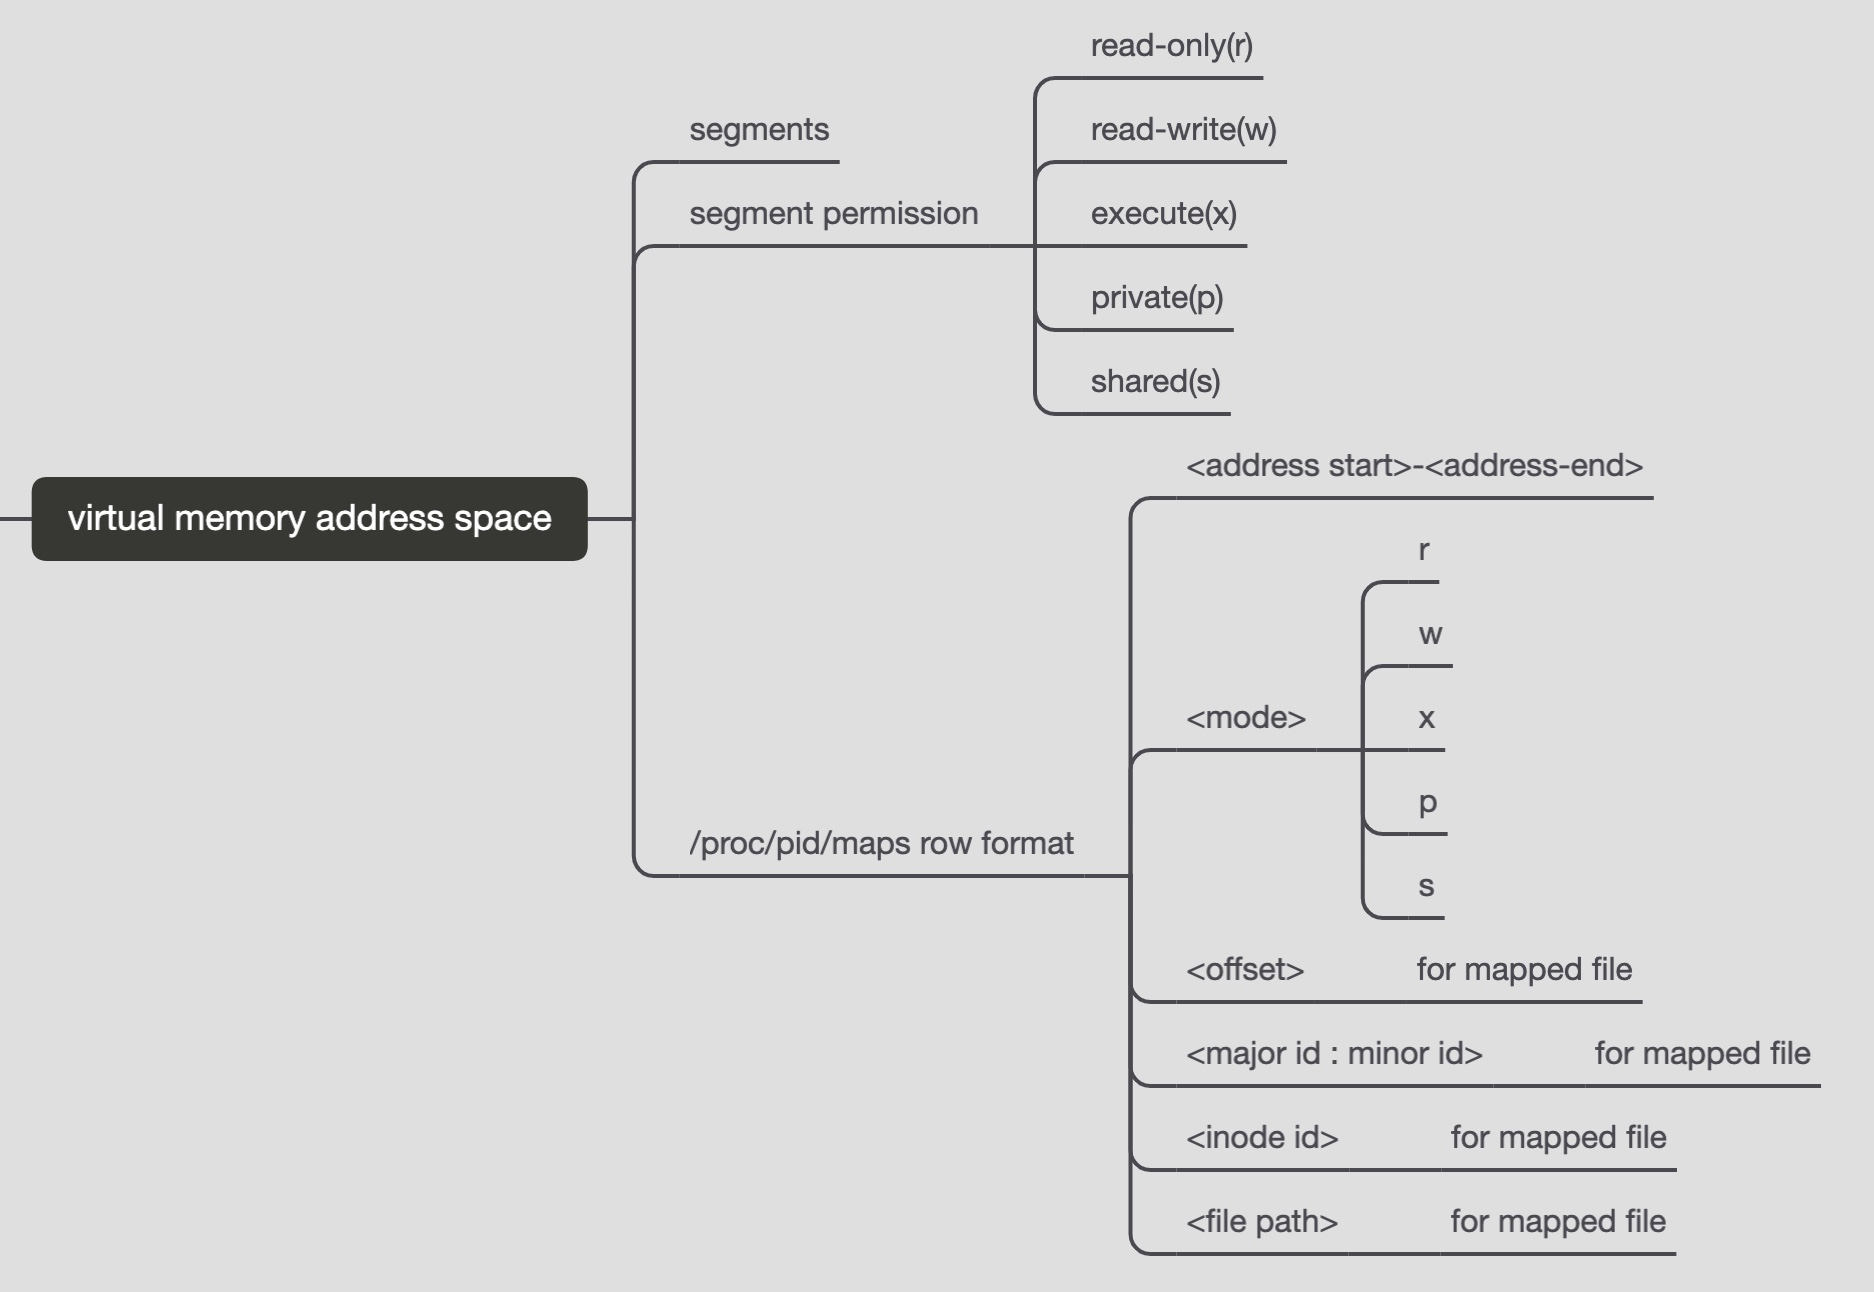 virtual memory address space
segments
segment permission
read-only(r)
read-write(w)
execute(x)
private(p)
shared(s)
/proc/pid/maps row format
<address start>-<address-end>
<mode>
r
w
x
p
s
<offset> for mapped file
<major id : minor id> for mapped file
<inode id> for mapped file
<file path> for mapped file